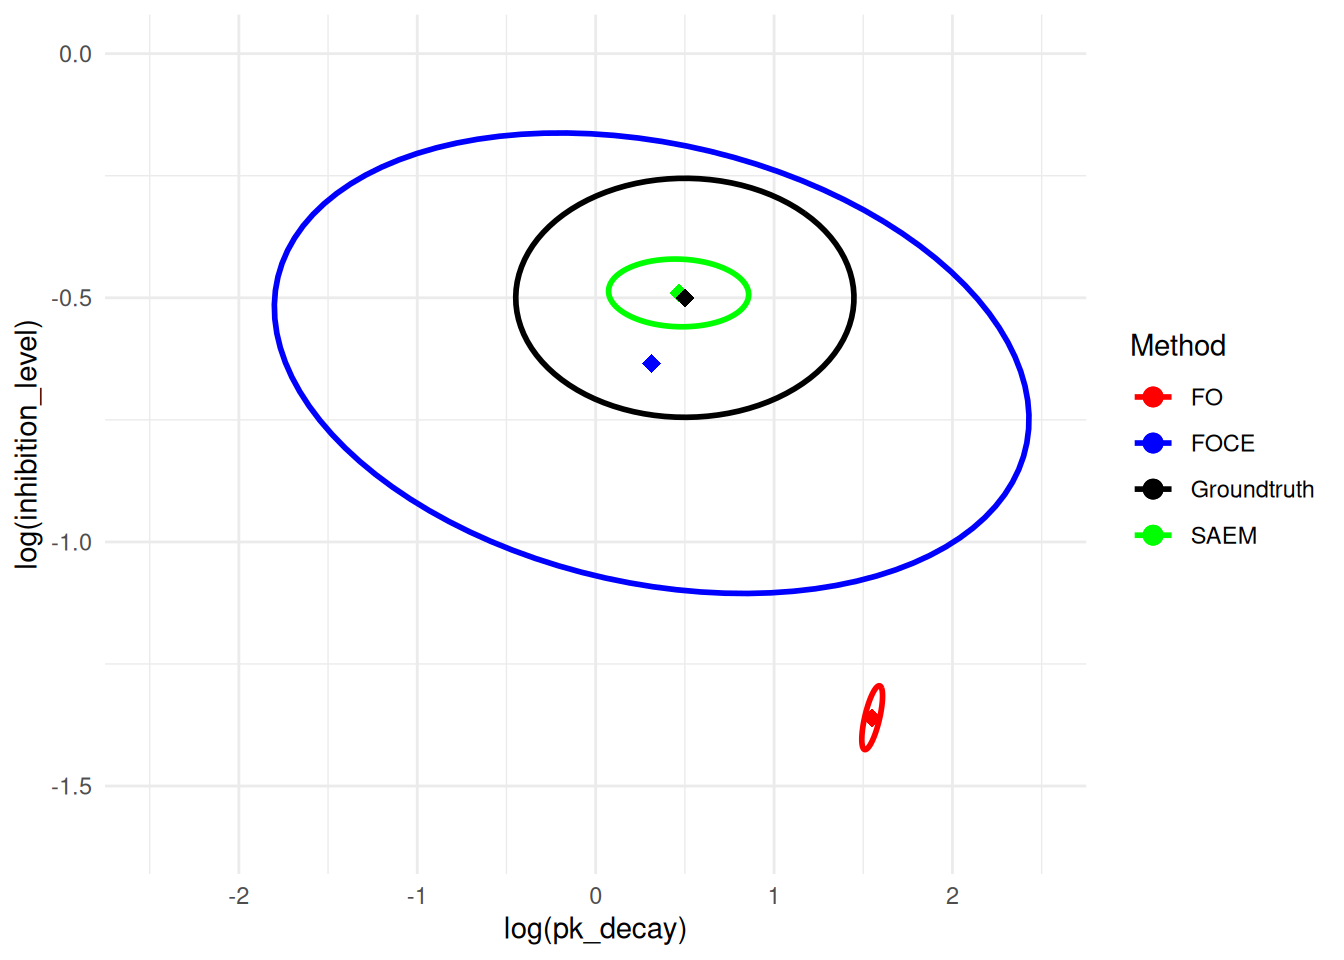 0.0
-0.5
-1.0
-1.5
log(inhibition_level)
-2
-1
0
1
2
log(pk_decay)
Method
FO
FOCE
Groundtruth
SAEM